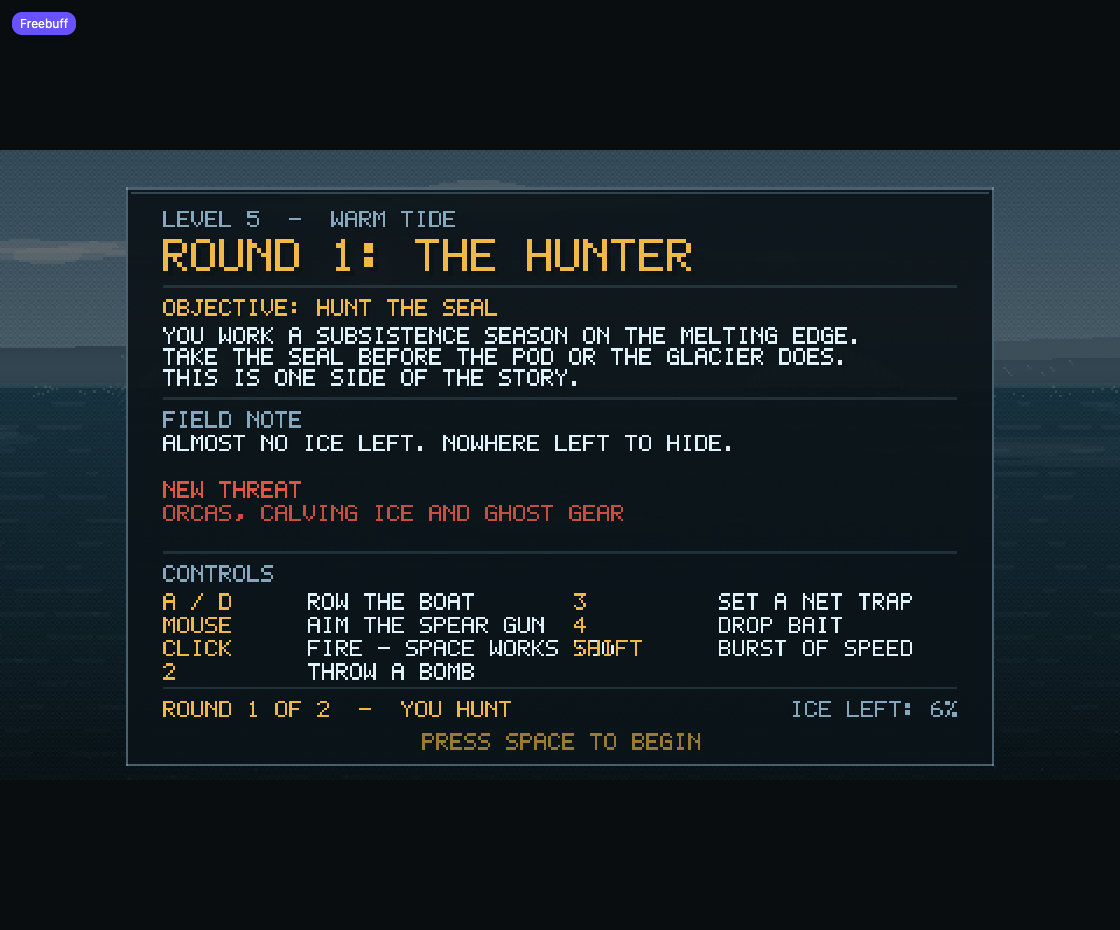 Freebuff
LEVEL 5 - WARM TIDE
ROUND 1: THE HUNTER
OBJECTIVE: HUNT THE SEAL
YOU WORK A SUBSISTENCE SEASON ON THE MELTING EDGE.
TAKE THE SEAL BEFORE THE POD OR THE GLACIER DOES.
THIS IS ONE SIDE OF THE STORY.
FIELD NOTE
ALMOST NO ICE LEFT. NOWHERE LEFT TO HIDE.
NEW THREAT
ORCAS, CALVING ICE AND GHOST GEAR
CONTROLS
A / D ROW THE BOAT 3 SET A NET TRAP
MOUSE AIM THE SPEAR GUN 4 DROP BAIT
CLICK FIRE - SPACE WORKS BURST OF SPEED
2 THROW A BOMB
ROUND 1 OF 2 - YOU HUNT ICE LEFT: 6%
PRESS SPACE TO BEGIN